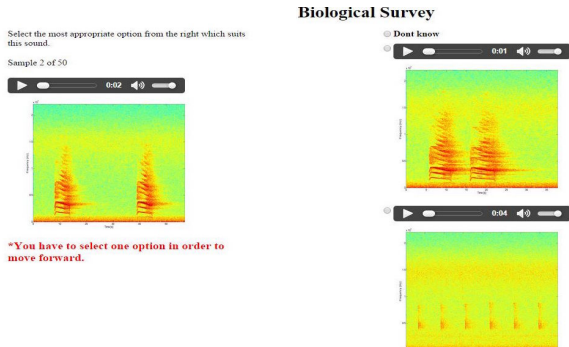 Biological Survey
Select the most appropriate option from the right which suits
this sound.
Sample 2 of 50
0:02
*You have to select one option in order to
move forward.
Dont know
0:01
0:04